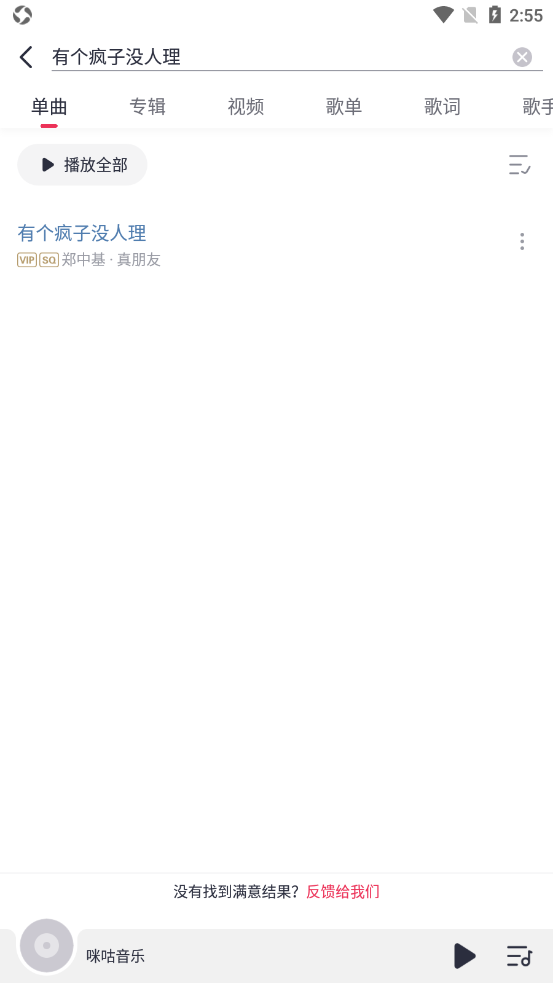 2:55
有个疯子没人理
单曲 专辑 视频 歌单 歌词 歌手
播放全部
有个疯子没人理
VIP SQ 郑中基 · 真朋友
没有找到满意结果？反馈给我们
咪咕音乐